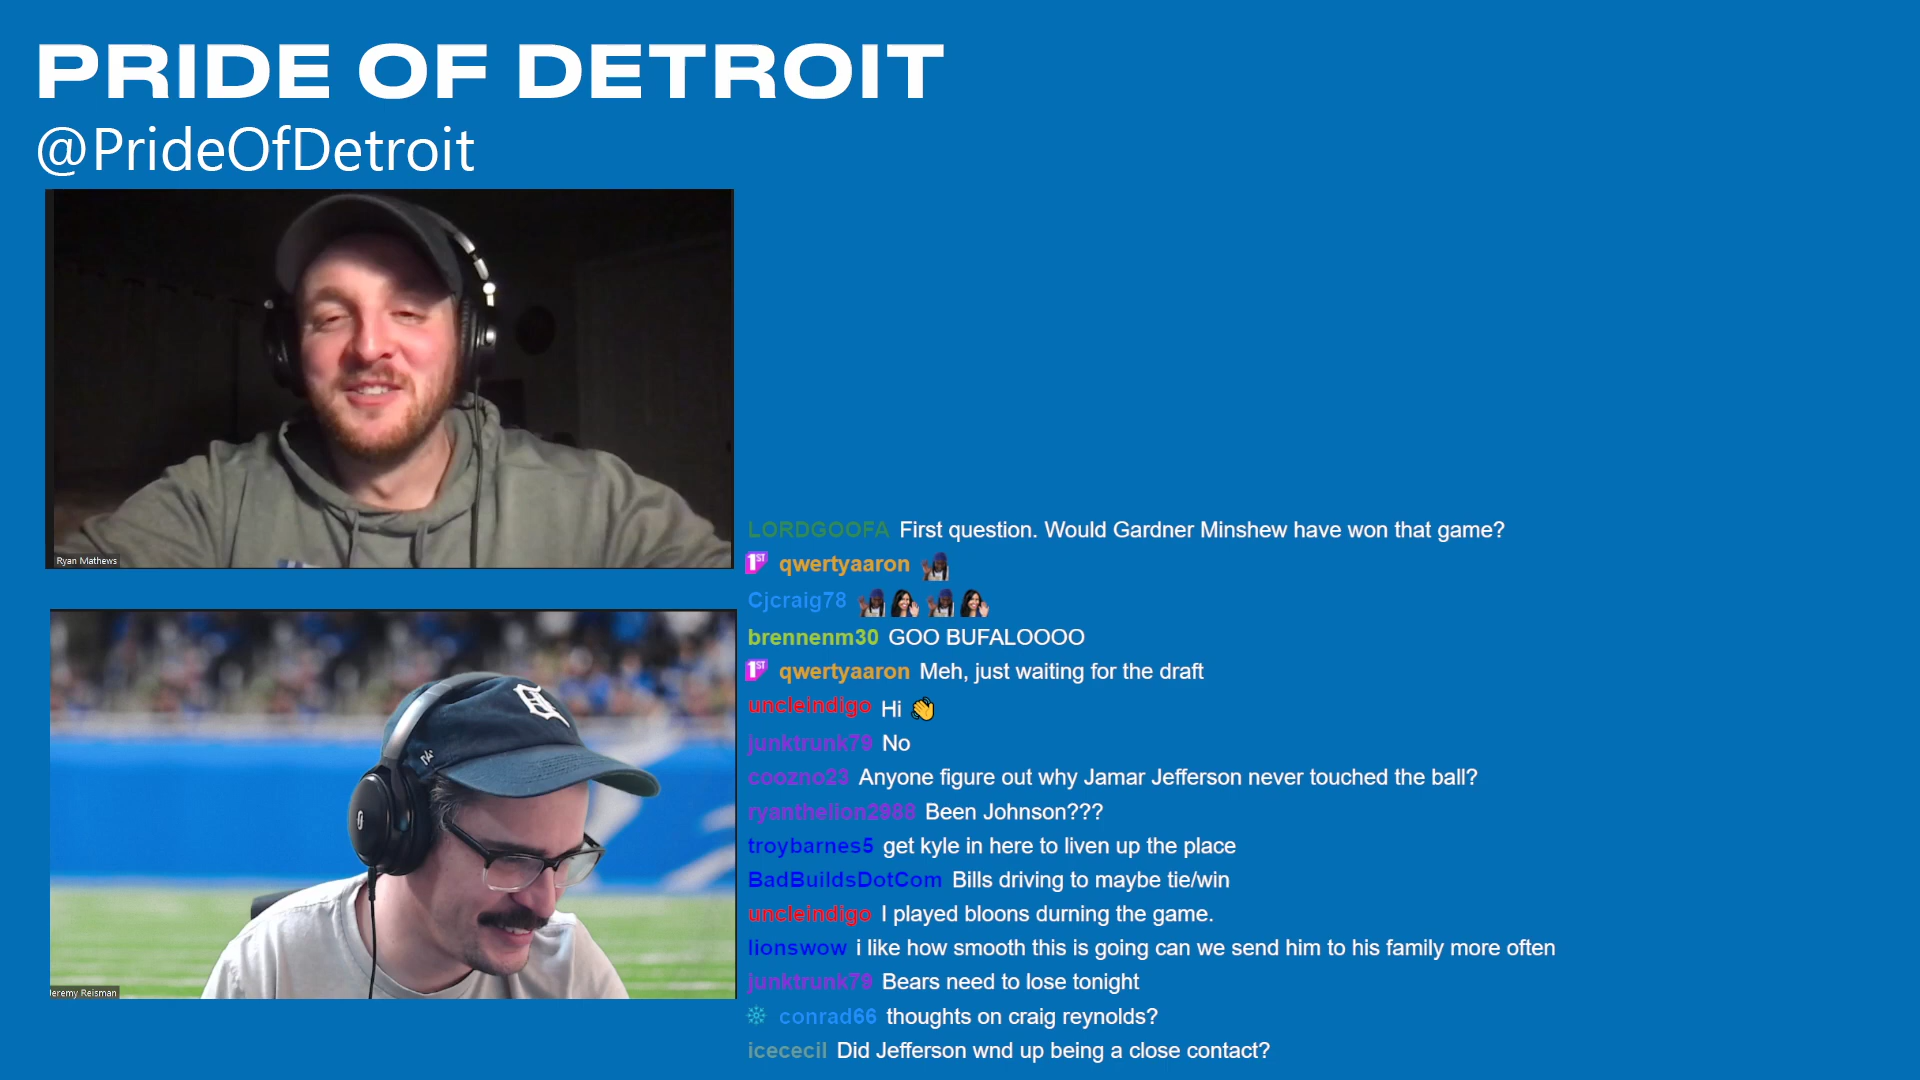 PRIDE OF DETROIT
@PrideOfDetroit
Ryan Mathews
LORDGOOFA First question. Would Gardner Minshew have won that game?
1ST qwertyaaron
Cjcraig78
brennenm30 GOO BUFALOOOO
1ST qwertyaaron Meh, just waiting for the draft
uncleindigo Hi 👏
junktrunk79 No
coozno23 Anyone figure out why Jamar Jefferson never touched the ball?
ryanthelion2988 Been Johnson???
troybarnes5 get kyle in here to liven up the place
BadBuildsDotCom Bills driving to maybe tie/win
uncleindigo I played bloons durning the game.
lionswow i like how smooth this is going can we send him to his family more often
junktrunk79 Bears need to lose tonight
Jeremy Reisman
conrad66 thoughts on craig reynolds?
icececil Did Jefferson wnd up being a close contact?